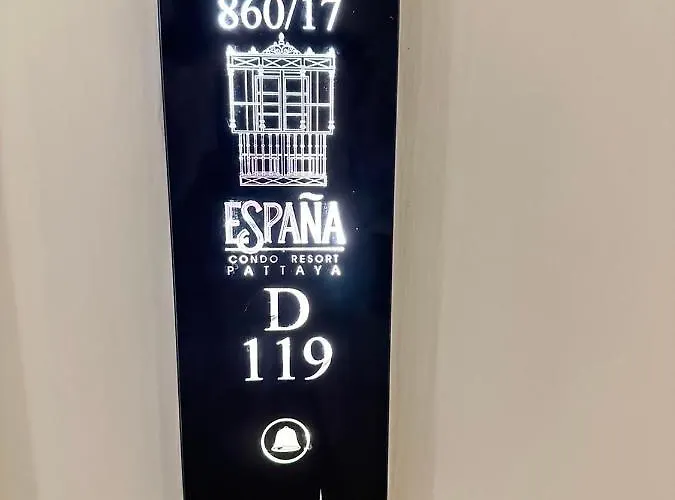 860/17
ESPAÑA
CONDO RESORT
PATTAYA
D
119